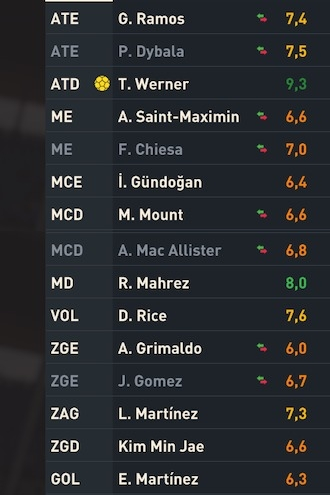 ATE G. Ramos 7,4
ATE P. Dybala 7,5
ATD T. Werner 9,3
ME A. Saint-Maximin 6,6
ME F. Chiesa 7,0
MCE İ. Gündoğan 6,4
MCD M. Mount 6,6
MCD A. Mac Allister 6,8
MD R. Mahrez 8,0
VOL D. Rice 7,6
ZGE A. Grimaldo 6,0
ZGE J. Gomez 6,7
ZAG L. Martínez 7,3
ZGD Kim Min Jae 6,6
GOL E. Martínez 6,3